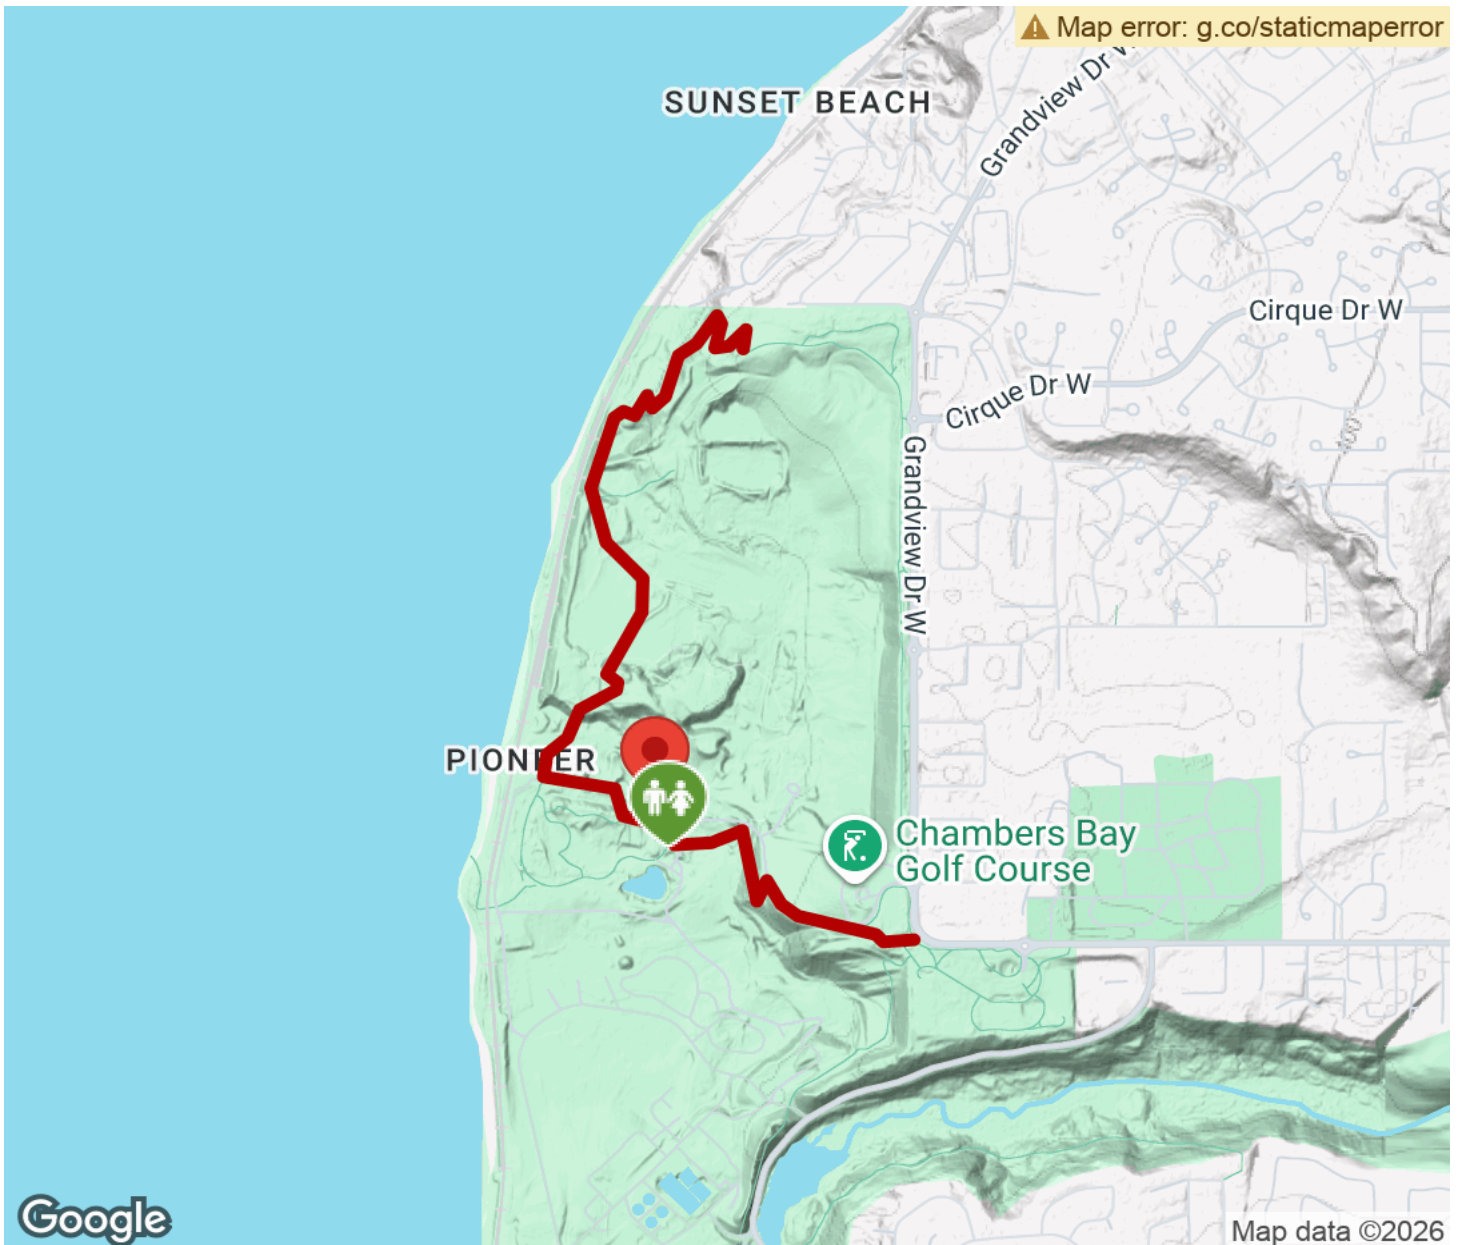 Map error: g.co/staticmaperror
SUNSET BEACH
Grandview Dr W
Cirque Dr W
Cirque Dr W
Grandview Dr W
PIONEER
Chambers Bay
Golf Course
Google
Map data ©2026